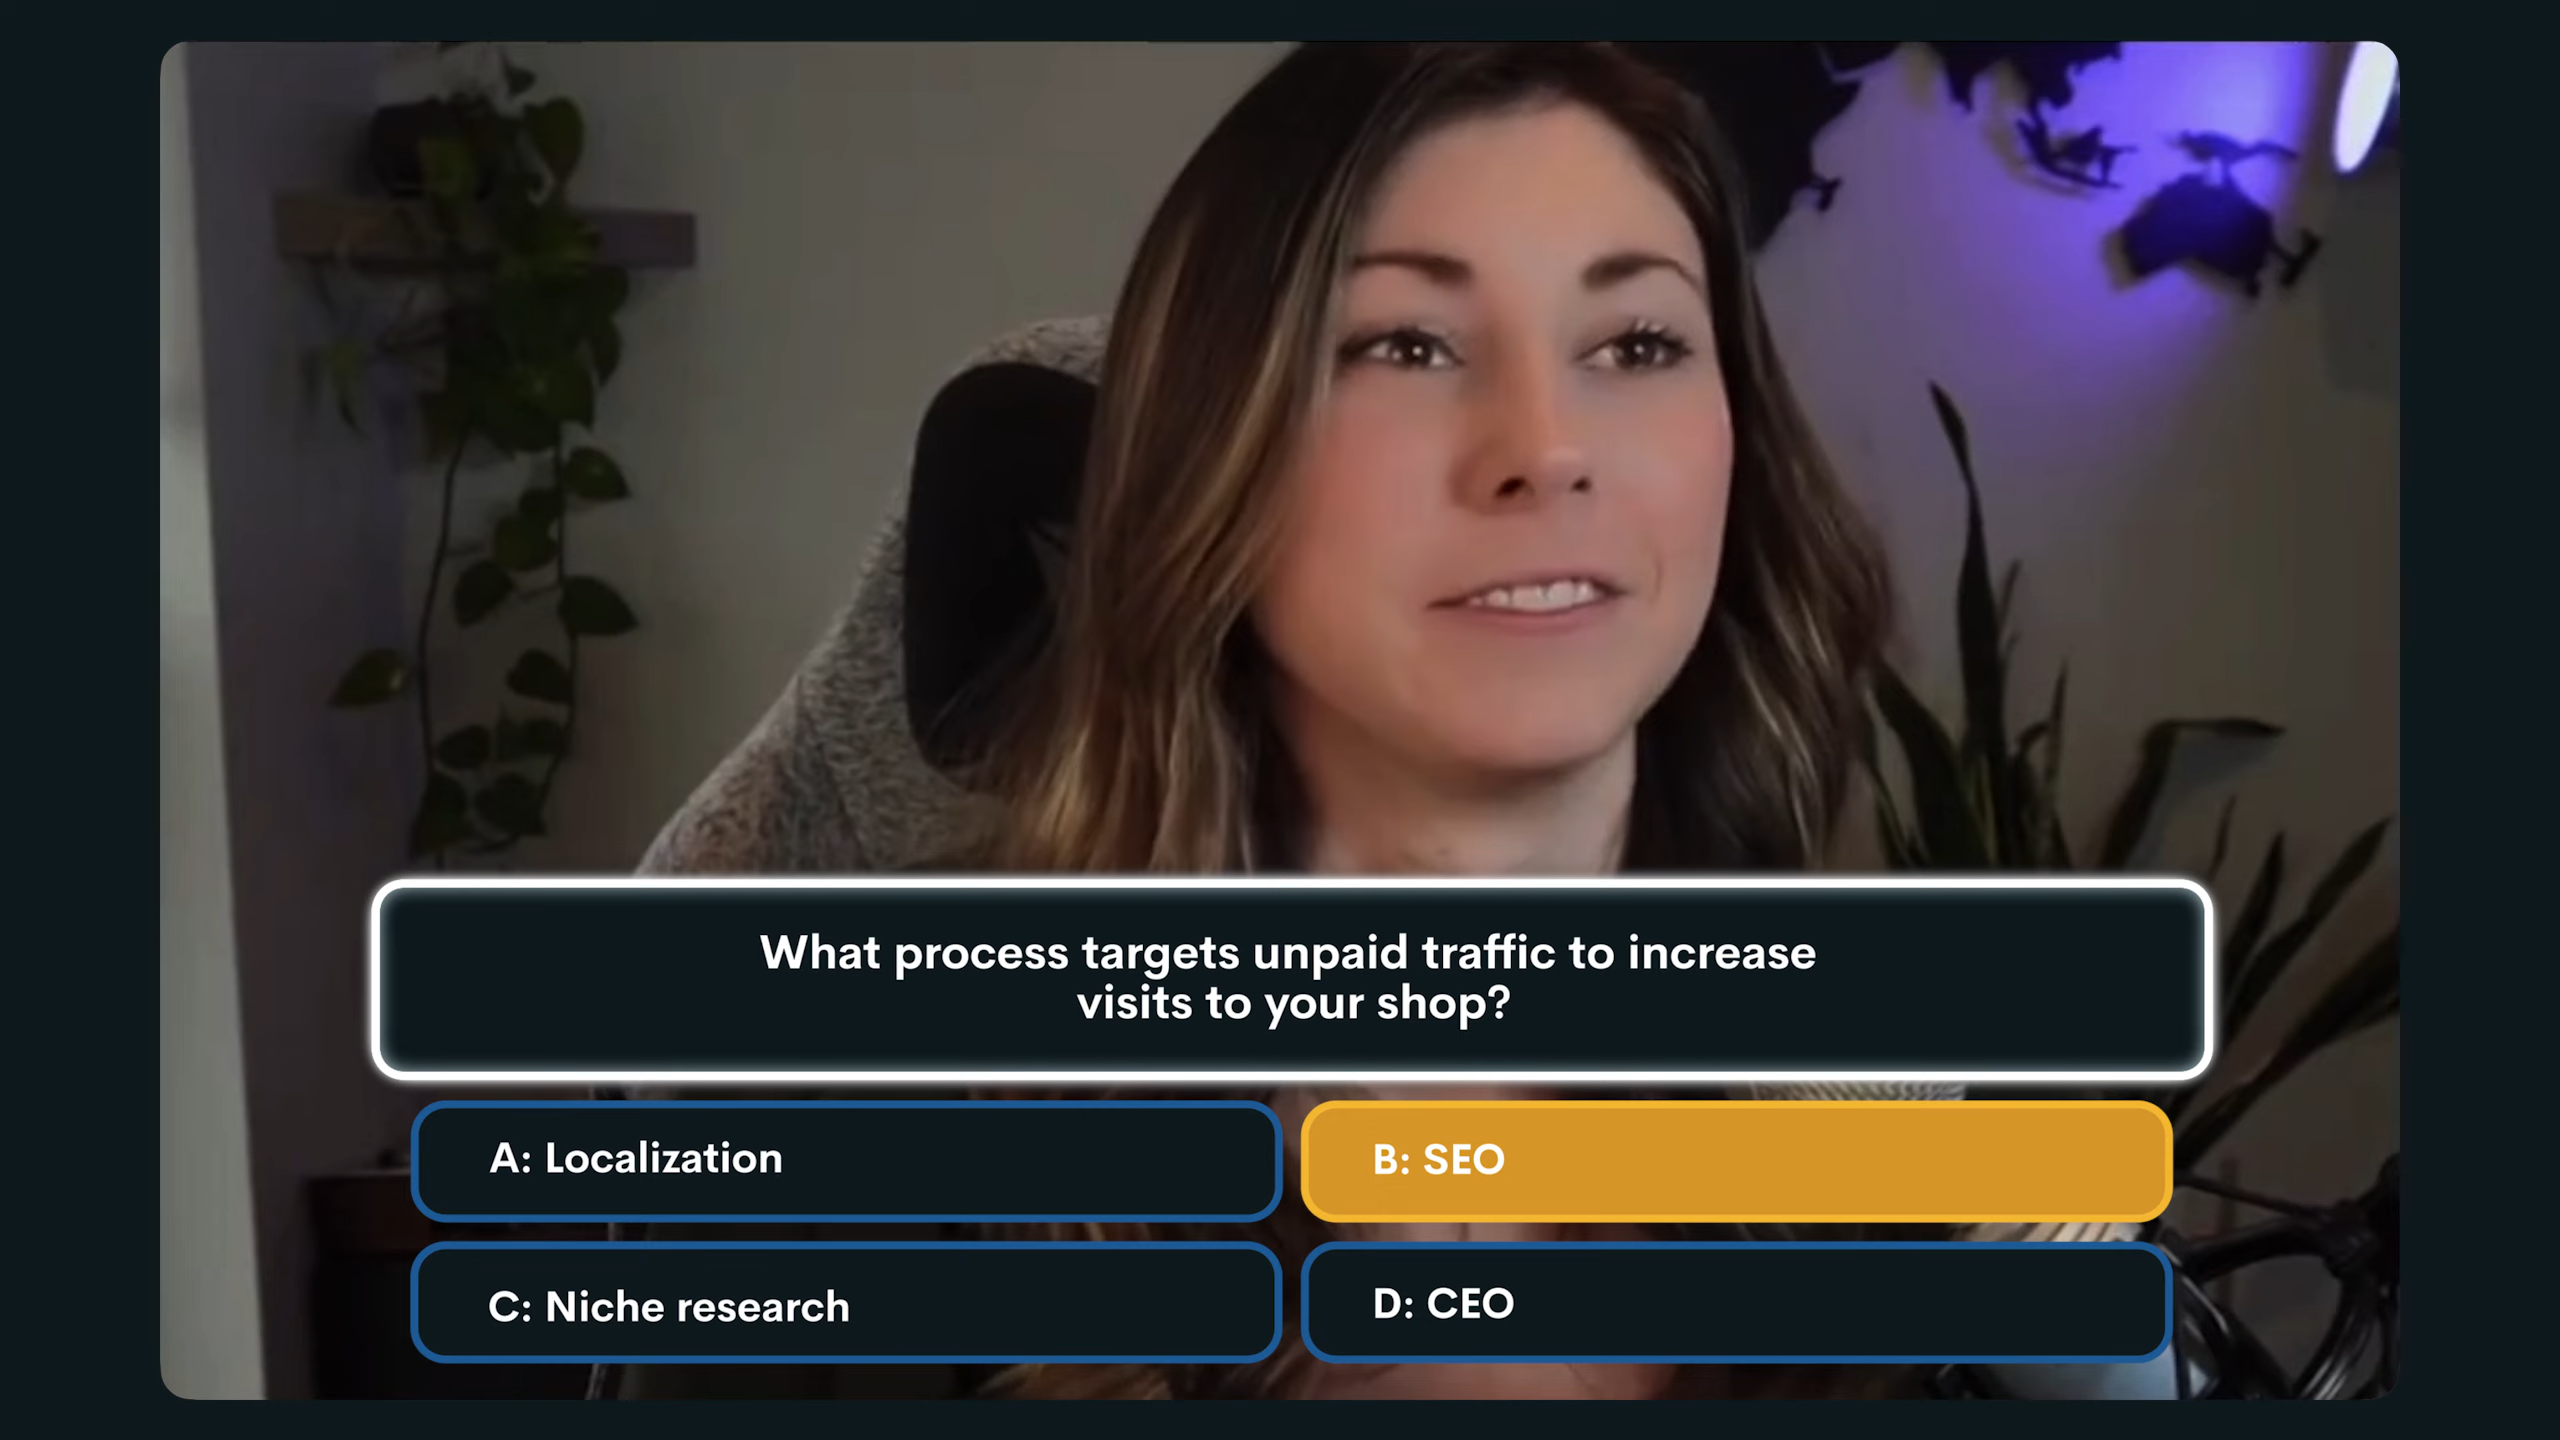 What process targets unpaid traffic to increase
visits to your shop?
A: Localization
B: SEO
C: Niche research
D: CEO